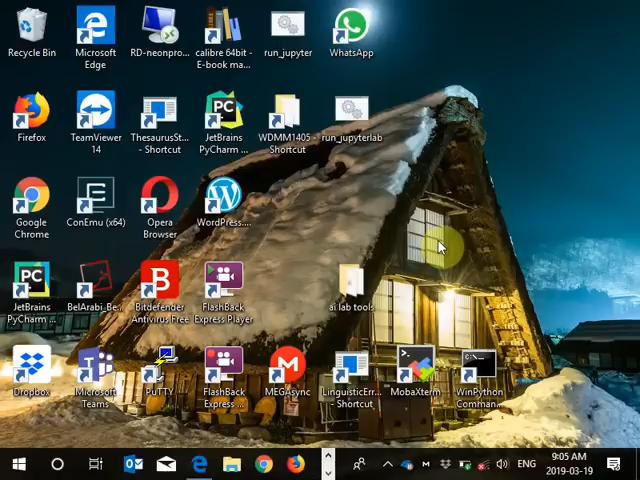 Recycle Bin
Microsoft
Edge
RD-neonpro...
calibre 64bit -
E-book ma...
run_jupyter
WhatsApp
Firefox
TeamViewer
14
ThesaurusSt...
- Shortcut
PC
JetBrains
PyCharm ...
WDMM1405 -
Shortcut
run_jupyterlab
Google
Chrome
ConEmu (x64)
Opera
Browser
WordPress....
PC
JetBrains
PyCharm ...
BelArabi_Be...
B
Bitdefender
Antivirus Free
FlashBack
Express Player
ai lab tools
Dropbox
Microsoft
Teams
PuTTY
FlashBack
Express ...
M
MEGAsync
LinguisticErr...
- Shortcut
MobaXterm
WinPython
Comman...
ENG
9:05 AM
2019-03-19